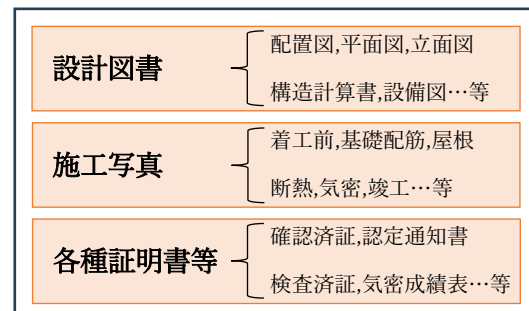 設計図書
配置図,平面図,立面図
構造計算書,設備図…等
施工写真
着工前,基礎配筋,屋根
断熱,気密,竣工…等
各種証明書等
確認済証,認定通知書
検査済証,気密成績表…等